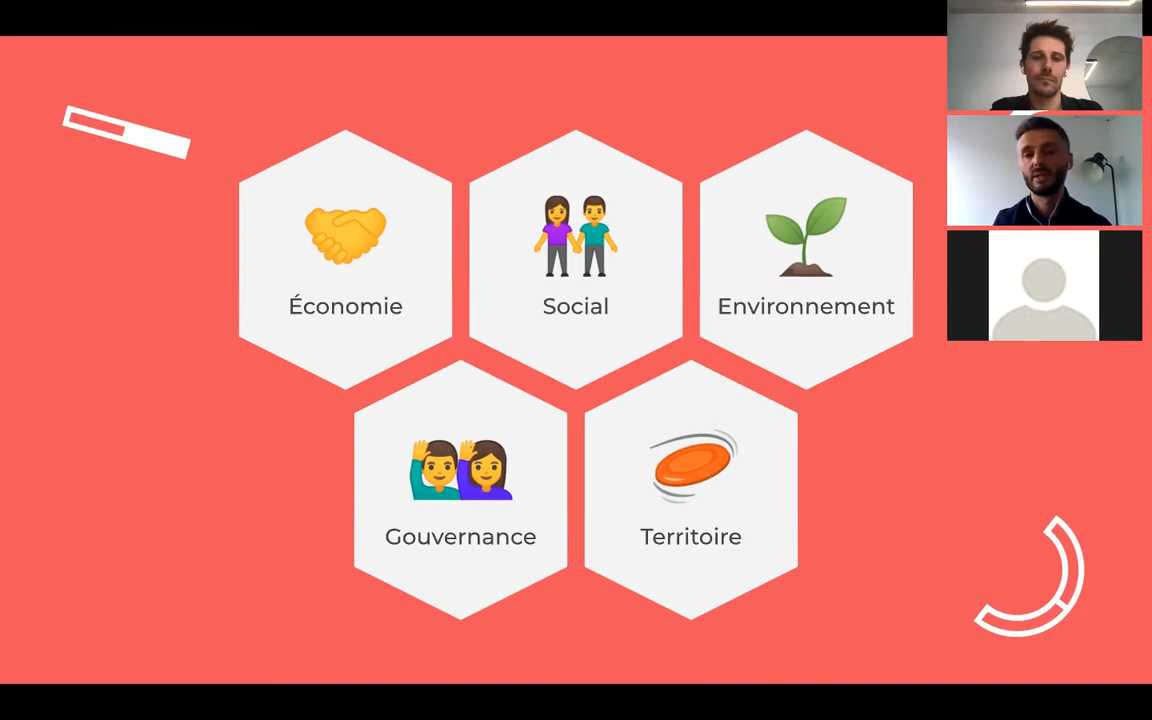 Économie
Social
Environnement
Gouvernance
Territoire